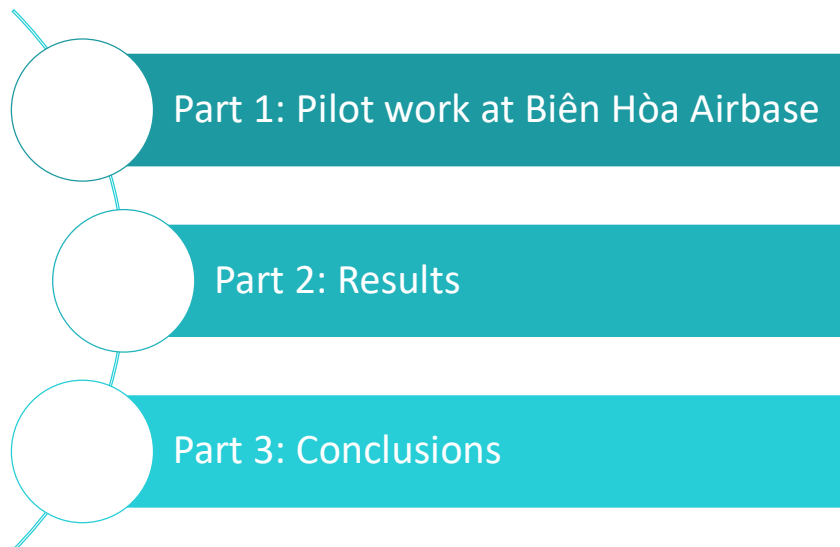 Part 1: Pilot work at Biên Hòa Airbase
Part 2: Results
Part 3: Conclusions